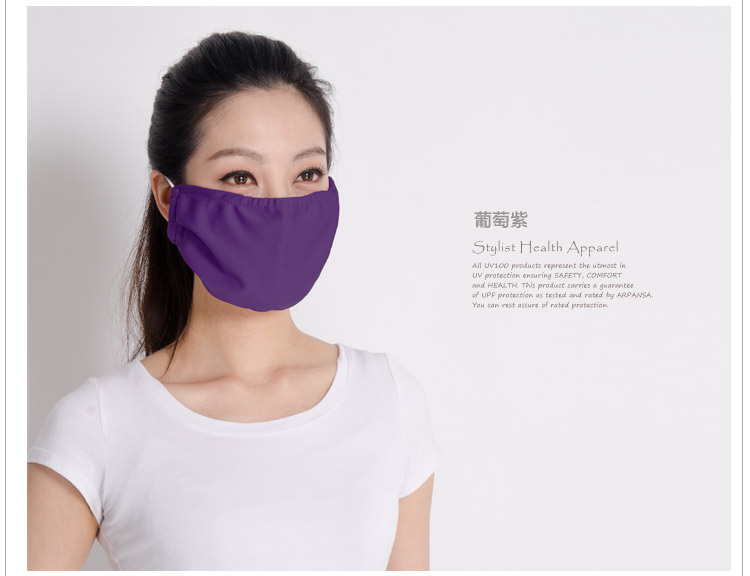 葡萄紫
Stylist Health Apparel
All UV100 products represent the utmost in
UV protection ensuring SAFETY, COMFORT
and HEALTH. This product carries a guarantee
of UPF protection as tested and rated by ARPANSA.
You can rest assure of rated protection.